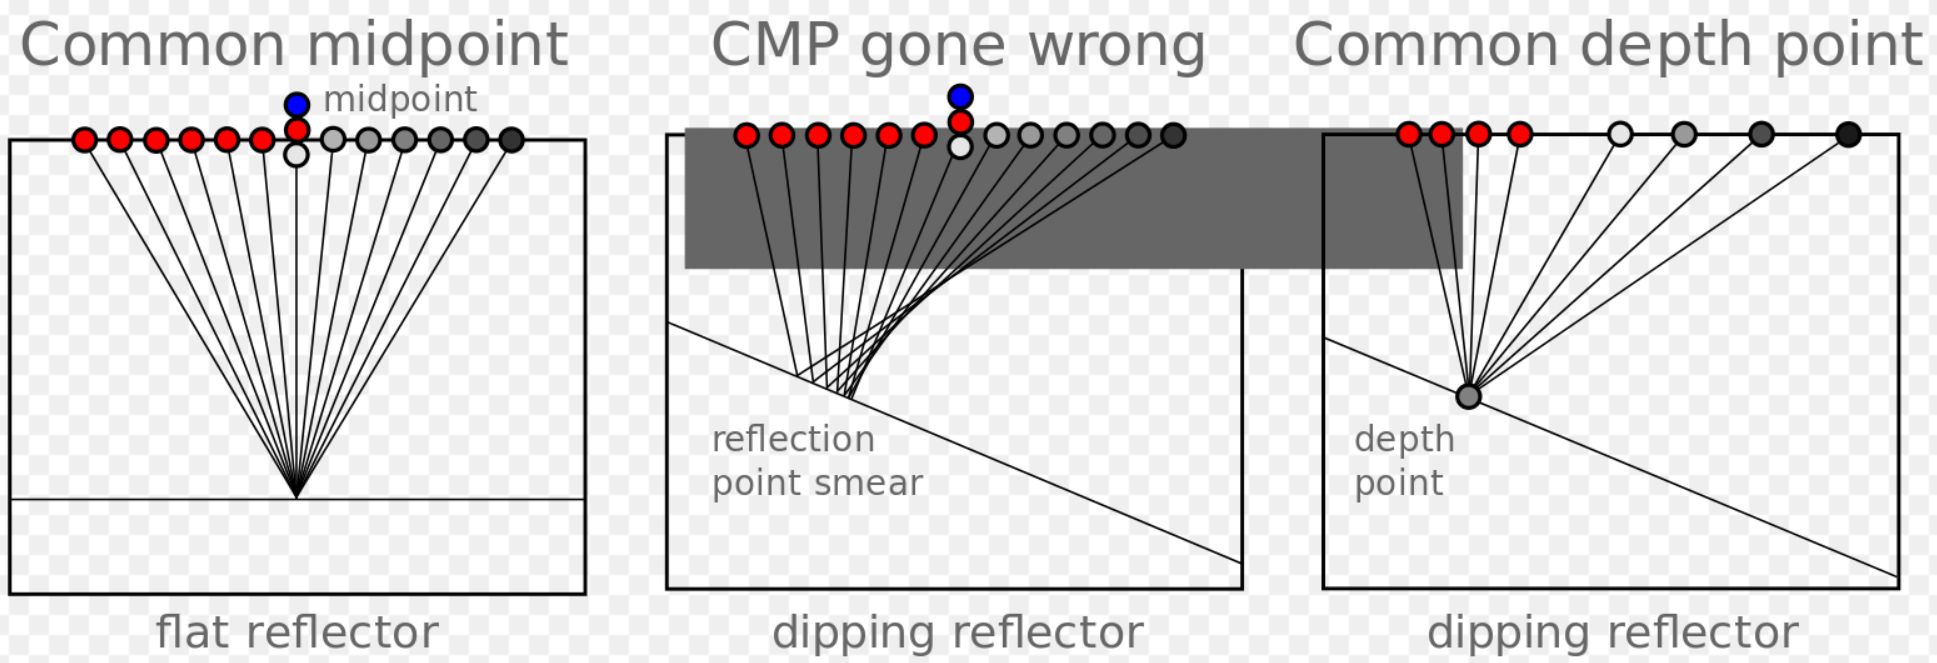 Common midpoint
midpoint
flat reflector
CMP gone wrong
reflection
point smear
dipping reflector
Common depth point
depth
point
dipping reflector